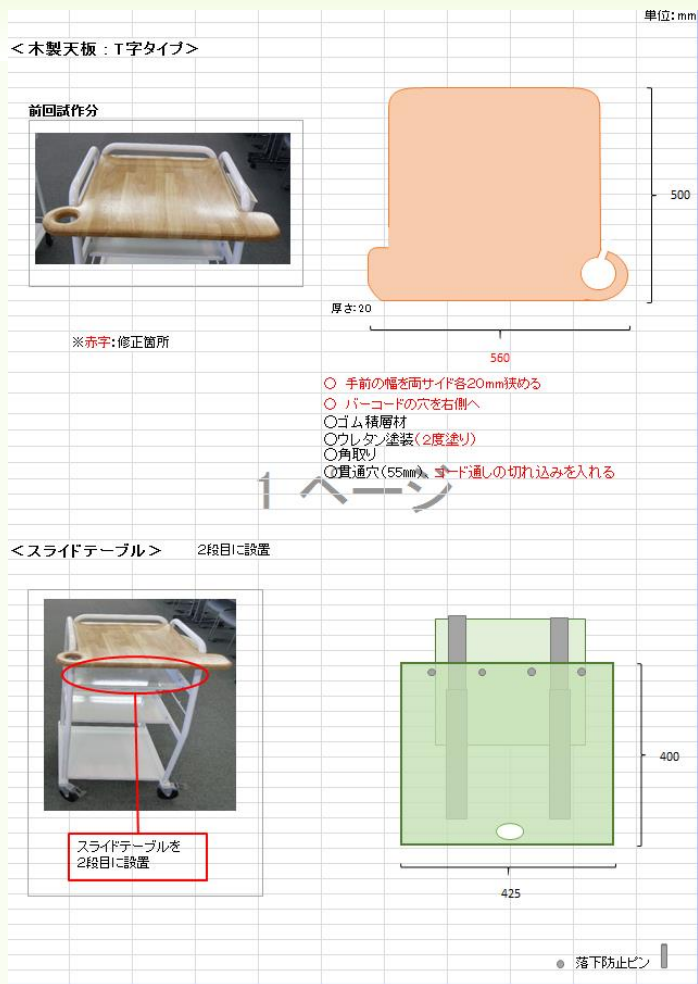 単位：mm
＜木製天板：T字タイプ＞
前回試作分
500
厚さ：20
※赤字：修正箇所
560
○ 手前の幅を両サイド各20mm狭める
○ バーコードの穴を右側へ
○ゴム積層材
○ウレタン塗装（2度塗り）
○角取り
○貫通穴（55mm）、コード通しの切れ込みを入れる
1 ページ
＜スライドテーブル＞ 2段目に設置
400
スライドテーブルを
2段目に設置
425
落下防止ピン